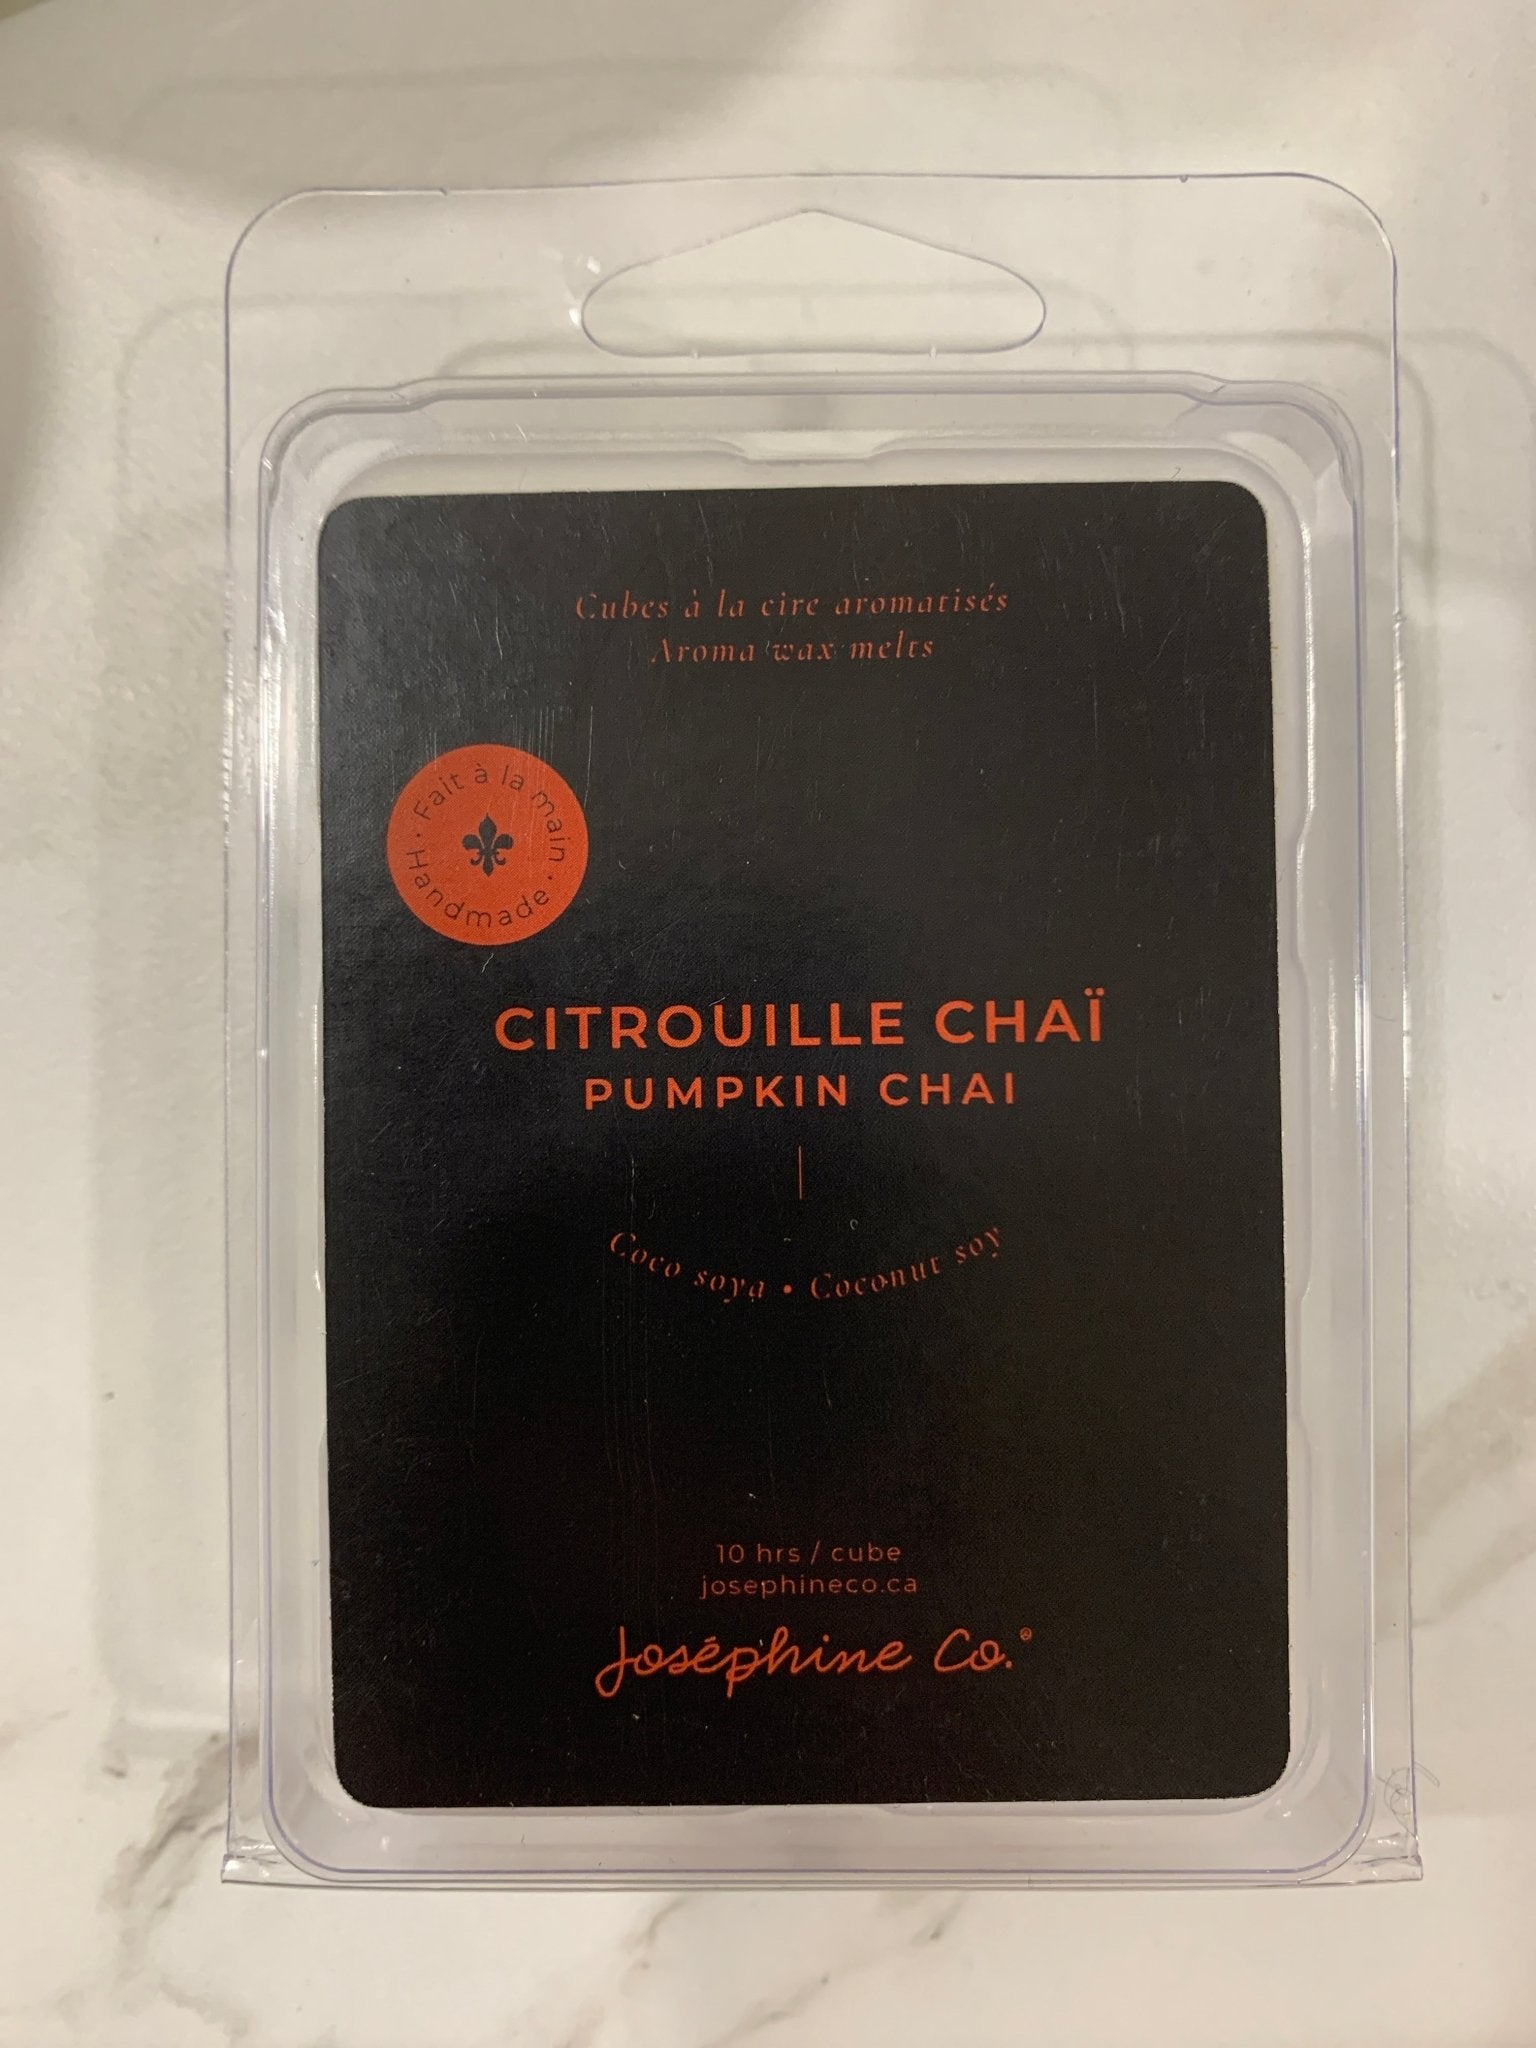 Cubes à la cire aromatisés
Aroma wax melts
Fait à la main • Handmade •
CITROUILLE CHAÏ
PUMPKIN CHAI
Coco soya • Coconut soy
10 hrs / cube
josephineco.ca
Joséphine Co.®